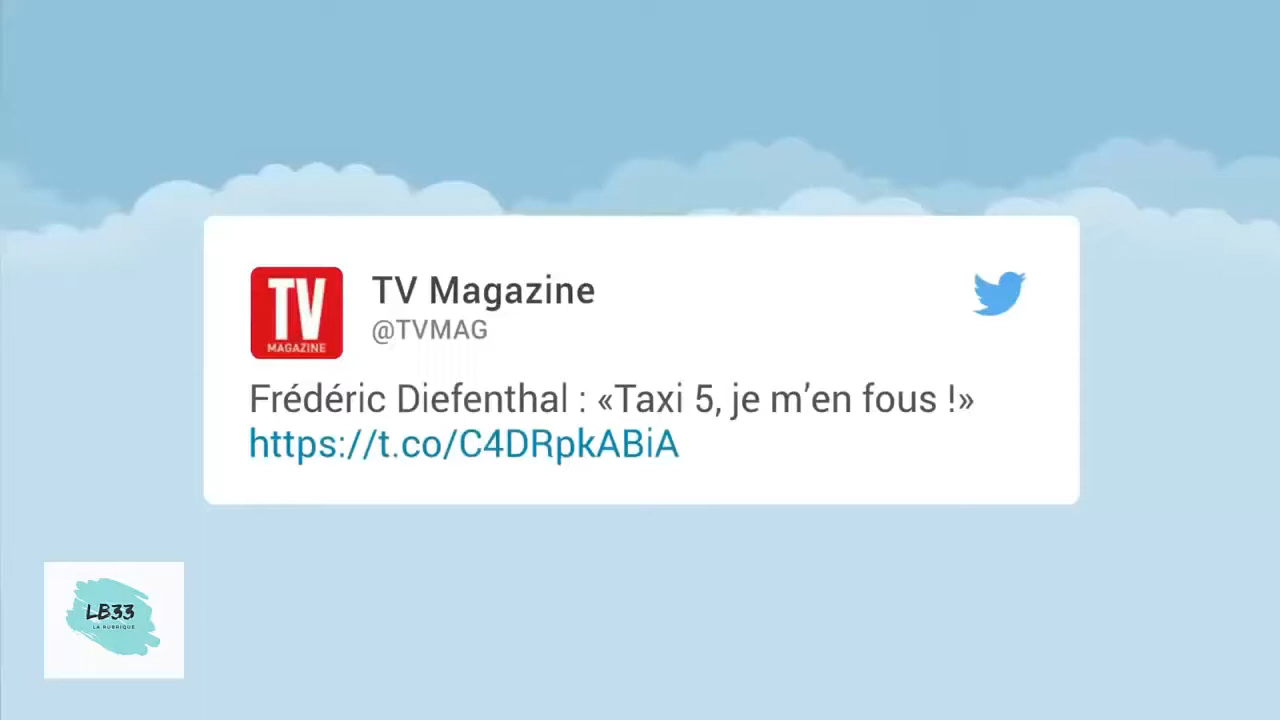 TV
MAGAZINE
TV Magazine
@TVMAG
Frédéric Diefenthal : «Taxi 5, je m’en fous !»
https://t.co/C4DRpkABiA
LB33
LA RUBRIQUE